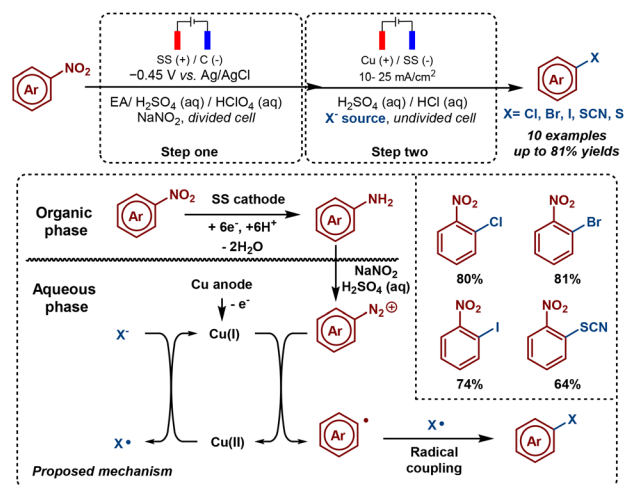 SS (+) / C (-)
−0.45 V vs. Ag/AgCl
EA/ H₂SO₄ (aq) / HClO₄ (aq)
NaNO₂, divided cell
Step one
Cu (+) / SS (-)
10- 25 mA/cm²
H₂SO₄ (aq) / HCl (aq)
X⁻ source, undivided cell
Step two
Ar
NO₂
Ar
X
X= Cl, Br, I, SCN, S
10 examples
up to 81% yields
Organic
phase
Ar
NO₂
SS cathode
+ 6e⁻, +6H⁺
- 2H₂O
Ar
NH₂
Aqueous
phase
Cu anode
- e⁻
NaNO₂
H₂SO₄ (aq)
X⁻
Cu(I)
Ar
N₂⊕
X•
Cu(II)
Ar
•
X•
Radical
coupling
Ar
X
Proposed mechanism
NO₂
Cl
80%
NO₂
Br
81%
NO₂
I
74%
NO₂
SCN
64%